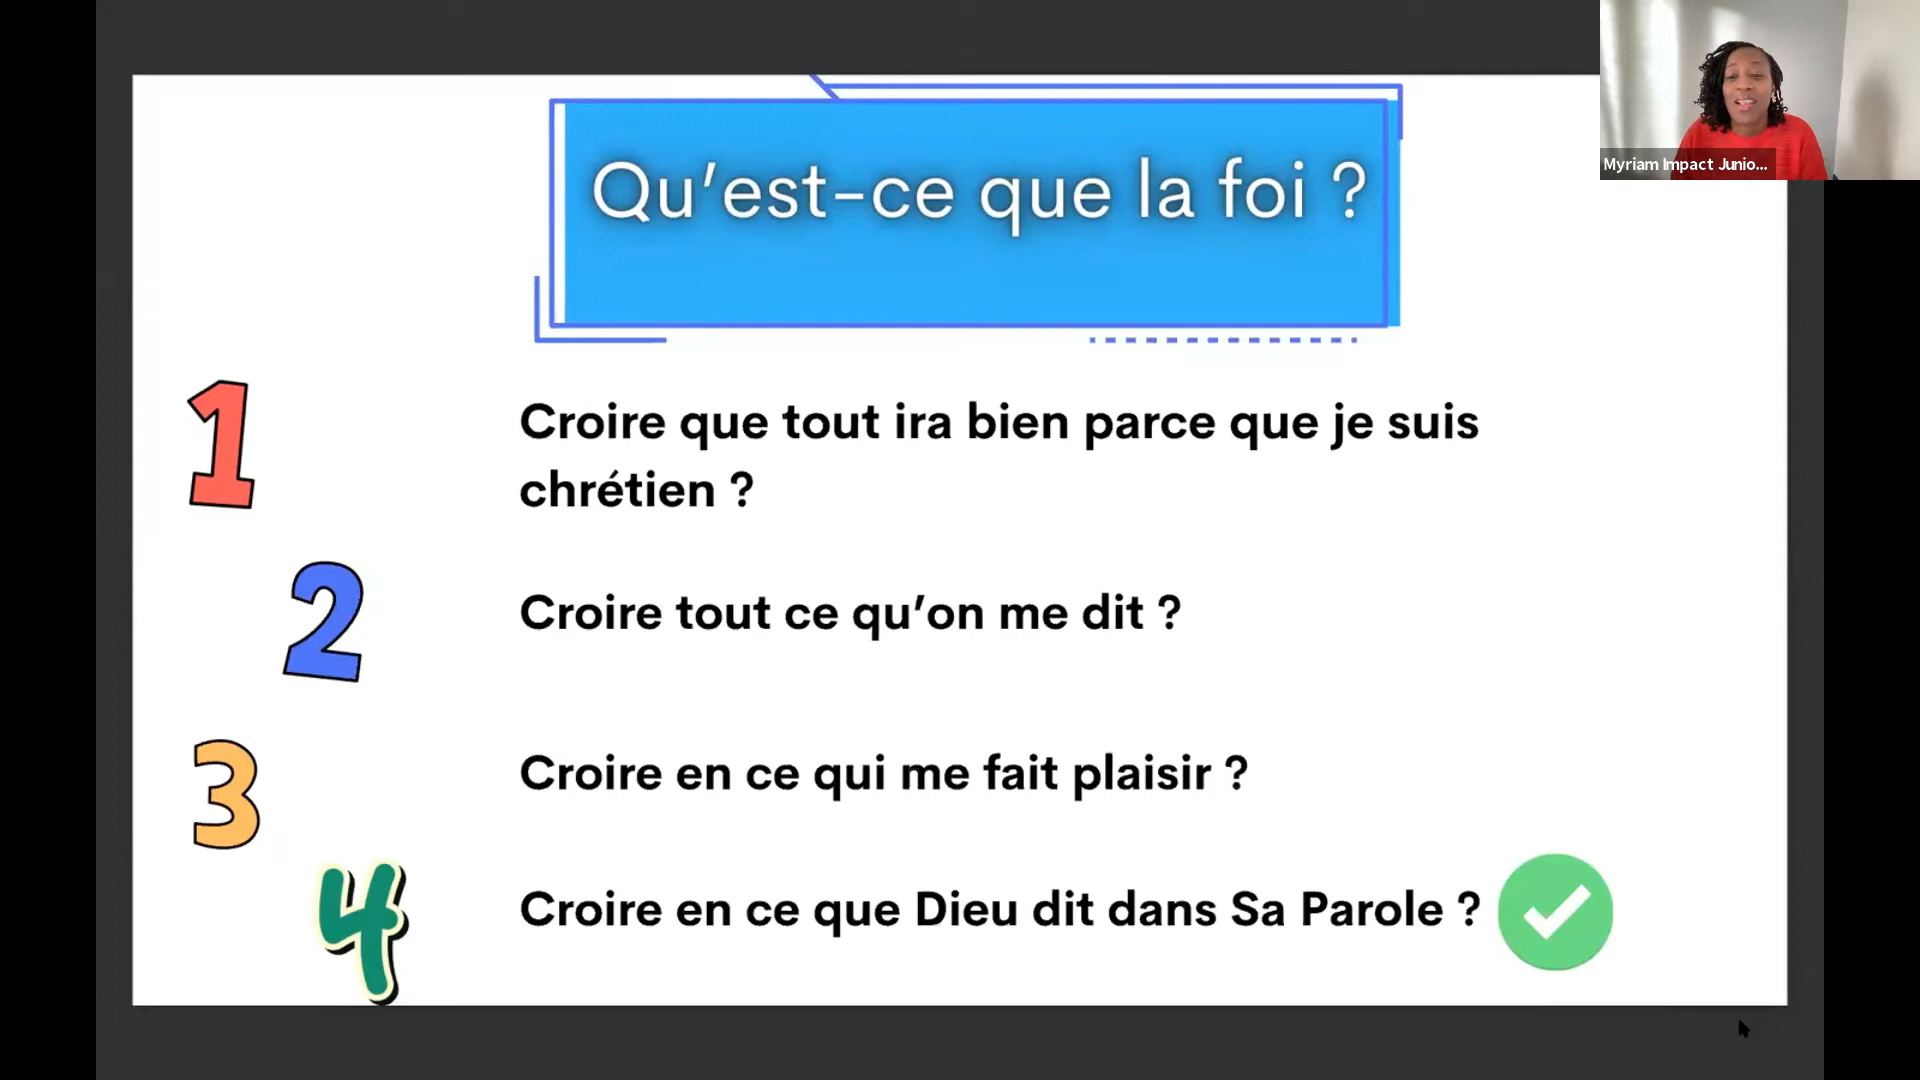 Qu’est-ce que la foi ?
Myriam Impact Junio...
1
Croire que tout ira bien parce que je suis
chrétien ?
2
Croire tout ce qu’on me dit ?
3
Croire en ce qui me fait plaisir ?
4
Croire en ce que Dieu dit dans Sa Parole ?